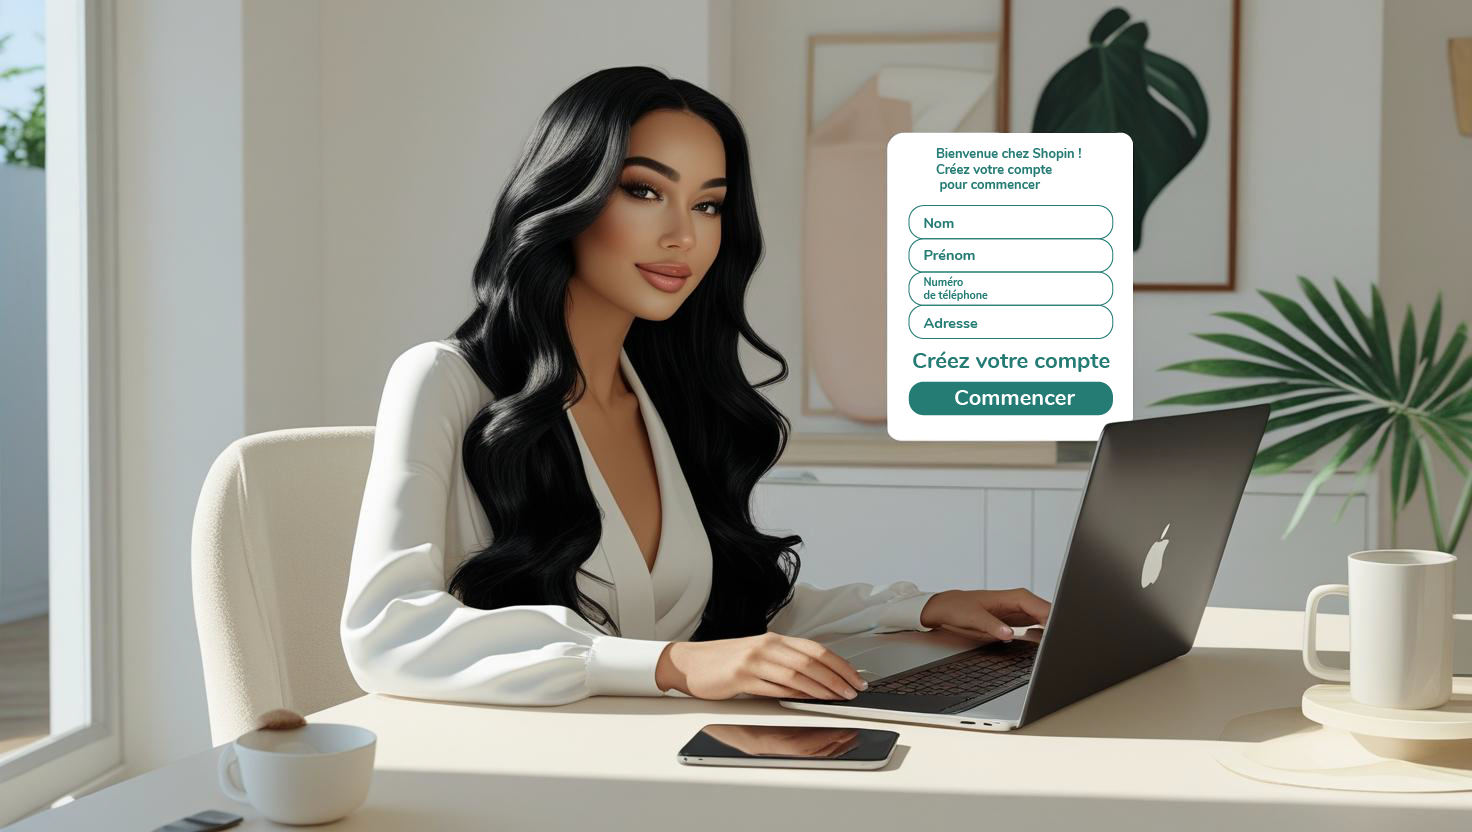 Bienvenue chez Shopin !
Créez votre compte
pour commencer
Nom
Prénom
Numéro
de téléphone
Adresse
Créez votre compte
Commencer